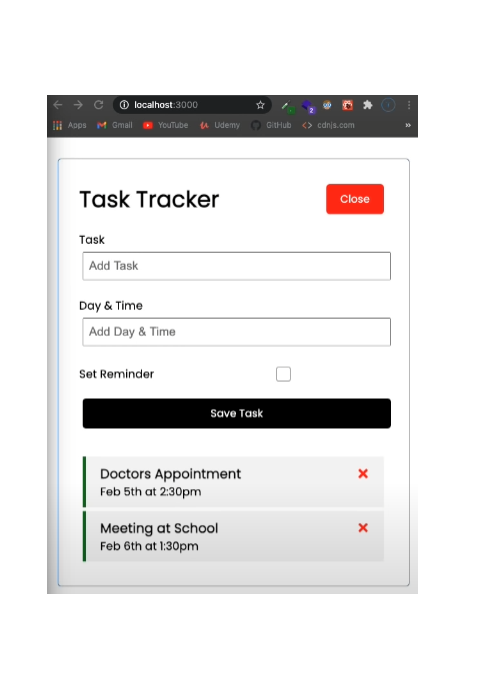 localhost:3000
2
Apps Gmail YouTube Udemy GitHub cdnjs.com »
Task Tracker
Close
Task
Add Task
Day & Time
Add Day & Time
Set Reminder
Save Task
Doctors Appointment
Feb 5th at 2:30pm
Meeting at School
Feb 6th at 1:30pm